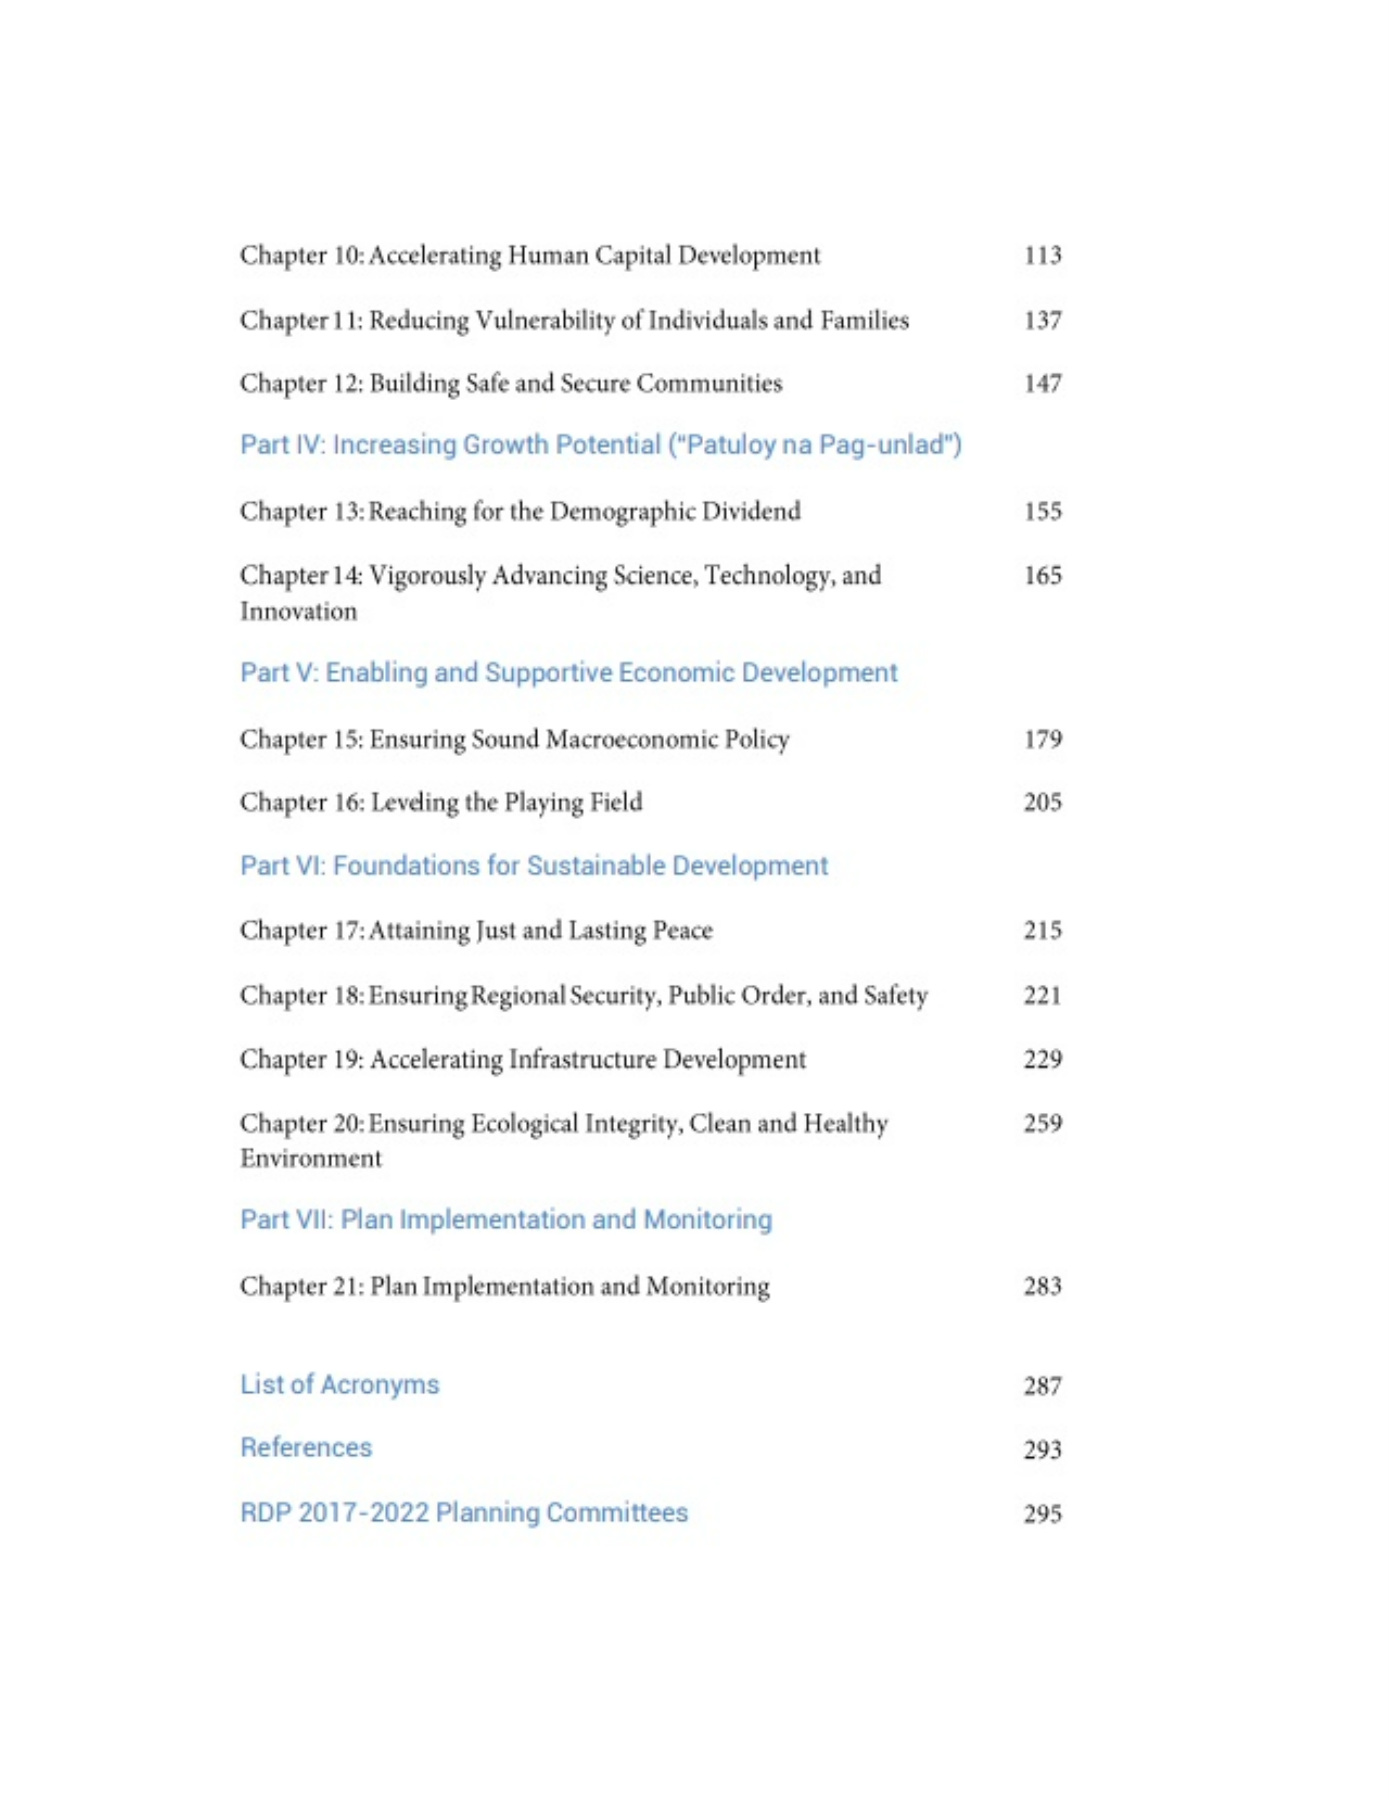 Chapter 10: Accelerating Human Capital Development 113
Chapter 11: Reducing Vulnerability of Individuals and Families 137
Chapter 12: Building Safe and Secure Communities 147
Part IV: Increasing Growth Potential ("Patuloy na Pag-unlad")
Chapter 13: Reaching for the Demographic Dividend 155
Chapter 14: Vigorously Advancing Science, Technology, and 165
Innovation
Part V: Enabling and Supportive Economic Development
Chapter 15: Ensuring Sound Macroeconomic Policy 179
Chapter 16: Leveling the Playing Field 205
Part VI: Foundations for Sustainable Development
Chapter 17: Attaining Just and Lasting Peace 215
Chapter 18: Ensuring Regional Security, Public Order, and Safety 221
Chapter 19: Accelerating Infrastructure Development 229
Chapter 20: Ensuring Ecological Integrity, Clean and Healthy 259
Environment
Part VII: Plan Implementation and Monitoring
Chapter 21: Plan Implementation and Monitoring 283
List of Acronyms 287
References 293
RDP 2017-2022 Planning Committees 295